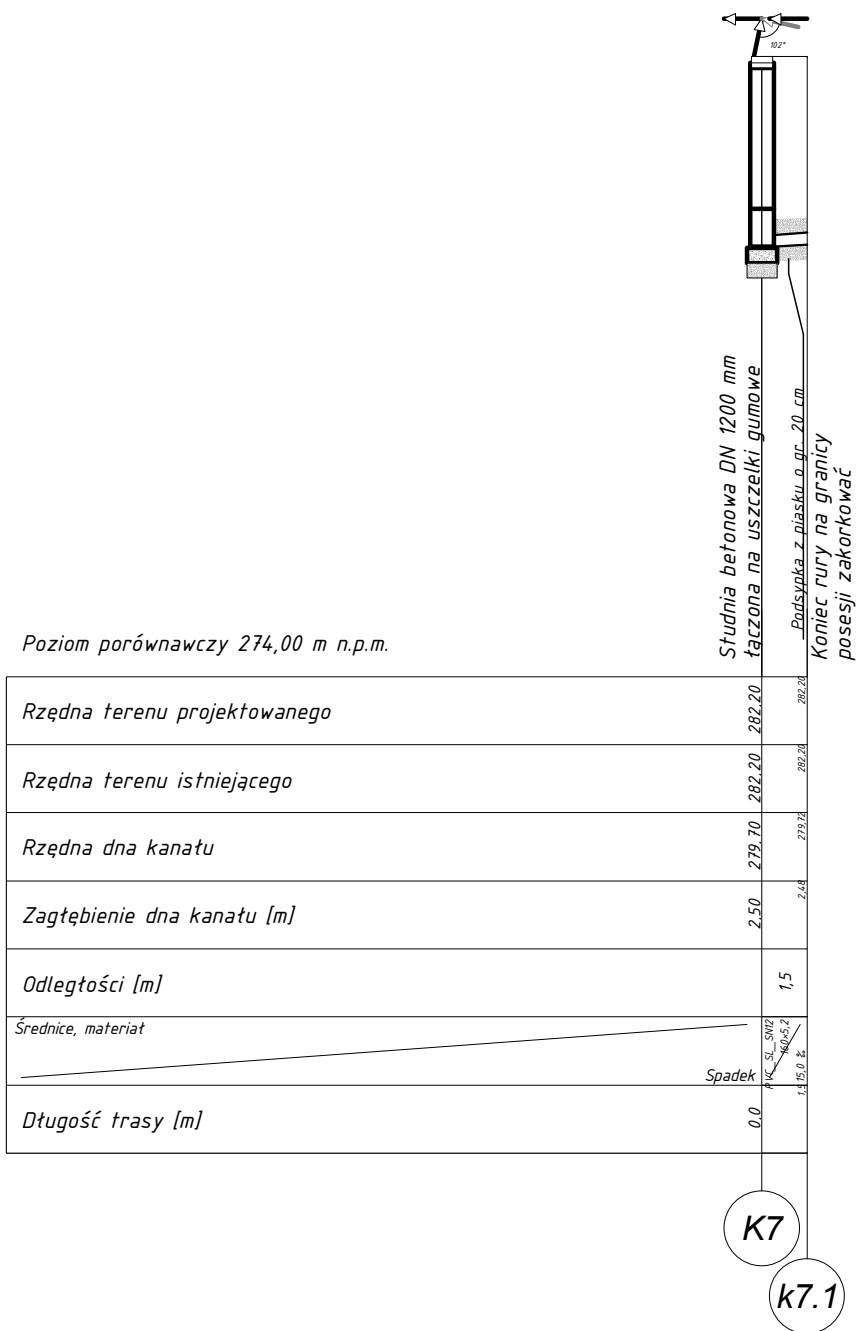 102°
Studnia betonowa DN 1200 mm
łączona na uszczelki gumowe
Podsypka z piasku o gr. 20 cm
Koniec rury na granicy
posesji zakorkować
Poziom porównawczy 274,00 m n.p.m.
Rzędna terenu projektowanego 282.20 282,20
Rzędna terenu istniejącego 282.20 282,20
Rzędna dna kanału 279.70 279,72
Zagłębienie dna kanału [m] 2.50 2,48
Odległości [m] 1,5
Średnice, materiał PVC_SL_SN12
160×5,2
Spadek 15,0 ‰
Długość trasy [m] 0.0
K7
k7.1